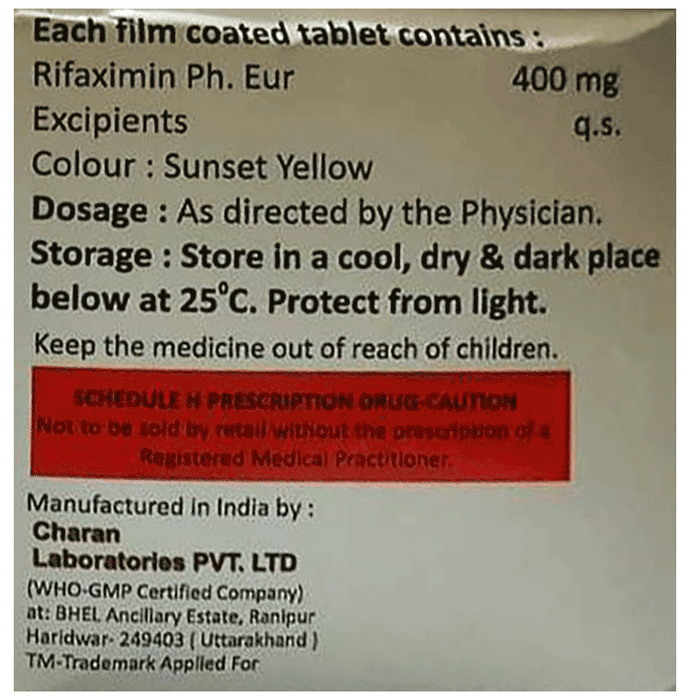 Each film coated tablet contains :
Rifaximin Ph. Eur 400 mg
Excipients q.s.
Colour : Sunset Yellow
Dosage : As directed by the Physician.
Storage : Store in a cool, dry & dark place
below at 25°C. Protect from light.
Keep the medicine out of reach of children.
SCHEDULE H PRESCRIPTION DRUG-CAUTION
Not to be sold by retail without the prescription of a
Registered Medical Practitioner.
Manufactured in India by :
Charan
Laboratories PVT. LTD
(WHO-GMP Certified Company)
at: BHEL Ancillary Estate, Ranipur
Haridwar- 249403 ( Uttarakhand )
TM-Trademark Applied For